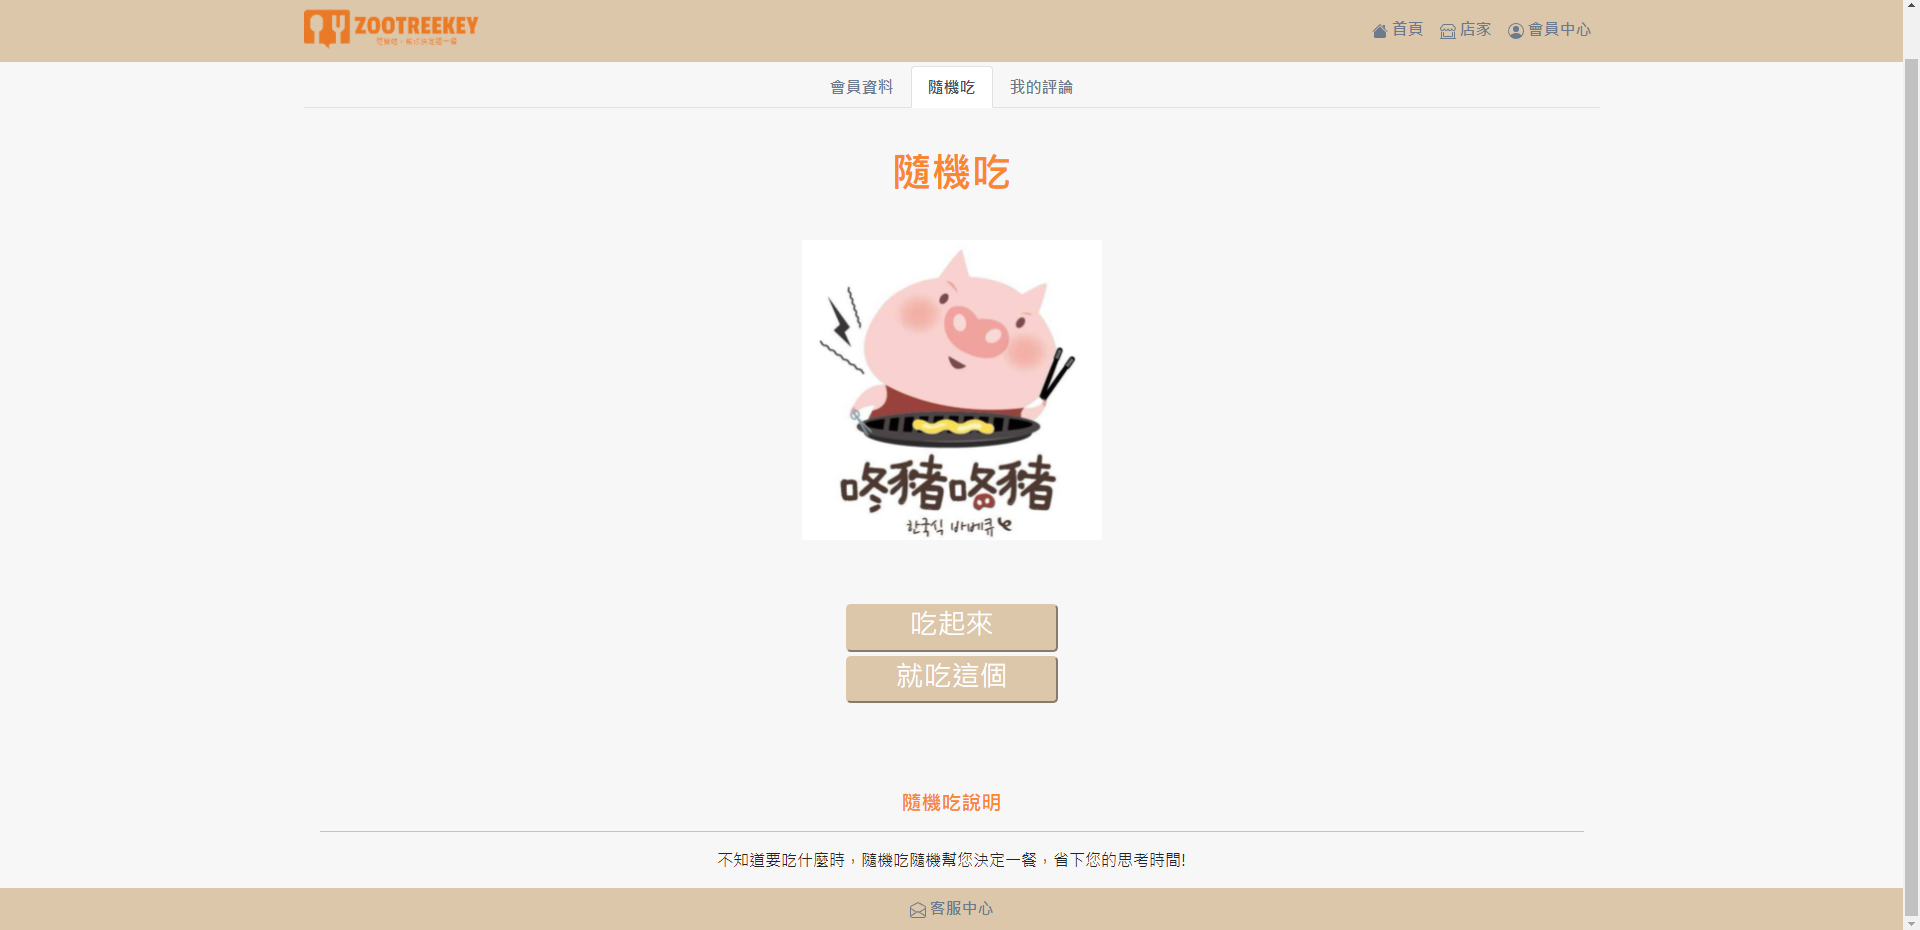 ZOOTREEKEY
首頁 店家 會員中心
會員資料 隨機吃 我的評論
隨機吃
咚豬咯豬
한국식 바베큐
吃起來
就吃這個
隨機吃說明
不知道要吃什麼時，隨機吃隨機幫您決定一餐，省下您的思考時間!
客服中心